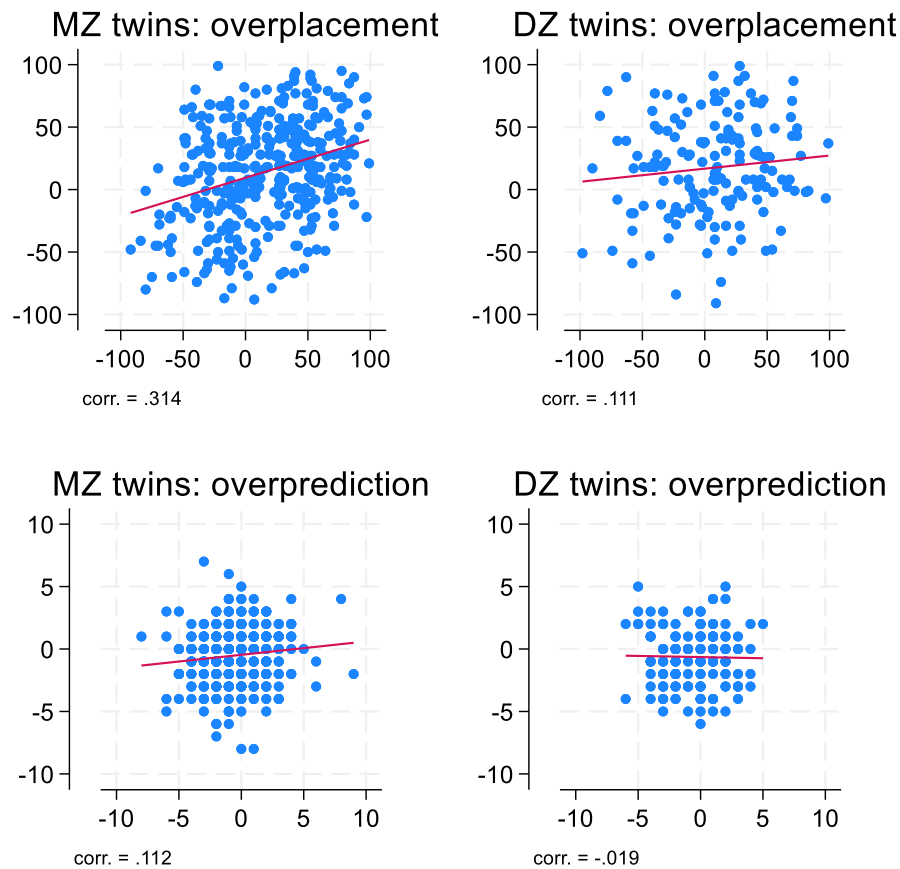 MZ twins: overplacement
100
50
0
-50
-100
-100 -50 0 50 100
corr. = .314
DZ twins: overplacement
100
50
0
-50
-100
-100 -50 0 50 100
corr. = .111
MZ twins: overprediction
10
5
0
-5
-10
-10 -5 0 5 10
corr. = .112
DZ twins: overprediction
10
5
0
-5
-10
-10 -5 0 5 10
corr. = -.019